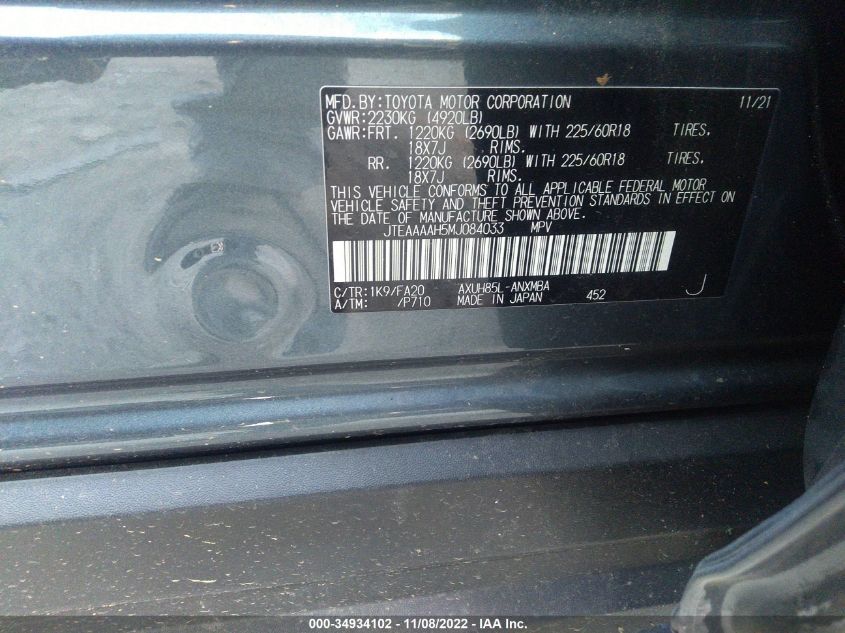 MFD.BY:TOYOTA MOTOR CORPORATION 11/21
GVWR:2230KG (4920LB)
GAWR:FRT. 1220KG (2690LB) WITH 225/60R18 TIRES.
18X7J RIMS.
RR. 1220KG (2690LB) WITH 225/60R18 TIRES.
18X7J RIMS.
THIS VEHICLE CONFORMS TO ALL APPLICABLE FEDERAL MOTOR
VEHICLE SAFETY AND THEFT PREVENTION STANDARDS IN EFFECT ON
THE DATE OF MANUFACTURE SHOWN ABOVE.
JTEAAAAH5MJ084033 MPV
C/TR:1K9/FA20 AXUH85L-ANXMBA
A/TM: /P710 MADE IN JAPAN 452 J
000-34934102 - 11/08/2022 - IAA Inc.